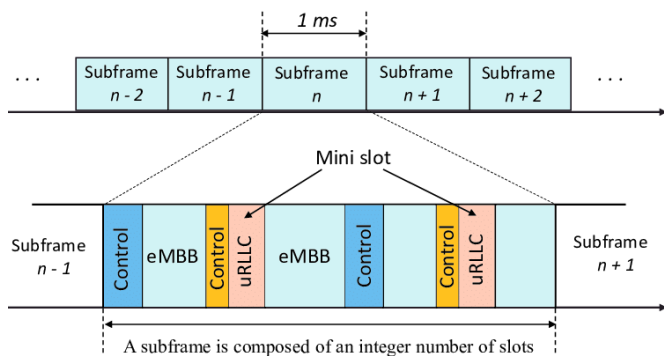 1 ms
. . .
Subframe
n - 2
Subframe
n - 1
Subframe
n
Subframe
n + 1
Subframe
n + 2
. . .
Mini slot
Subframe
n - 1
Control
eMBB
Control
uRLLC
eMBB
Control
Control
uRLLC
Subframe
n + 1
A subframe is composed of an integer number of slots